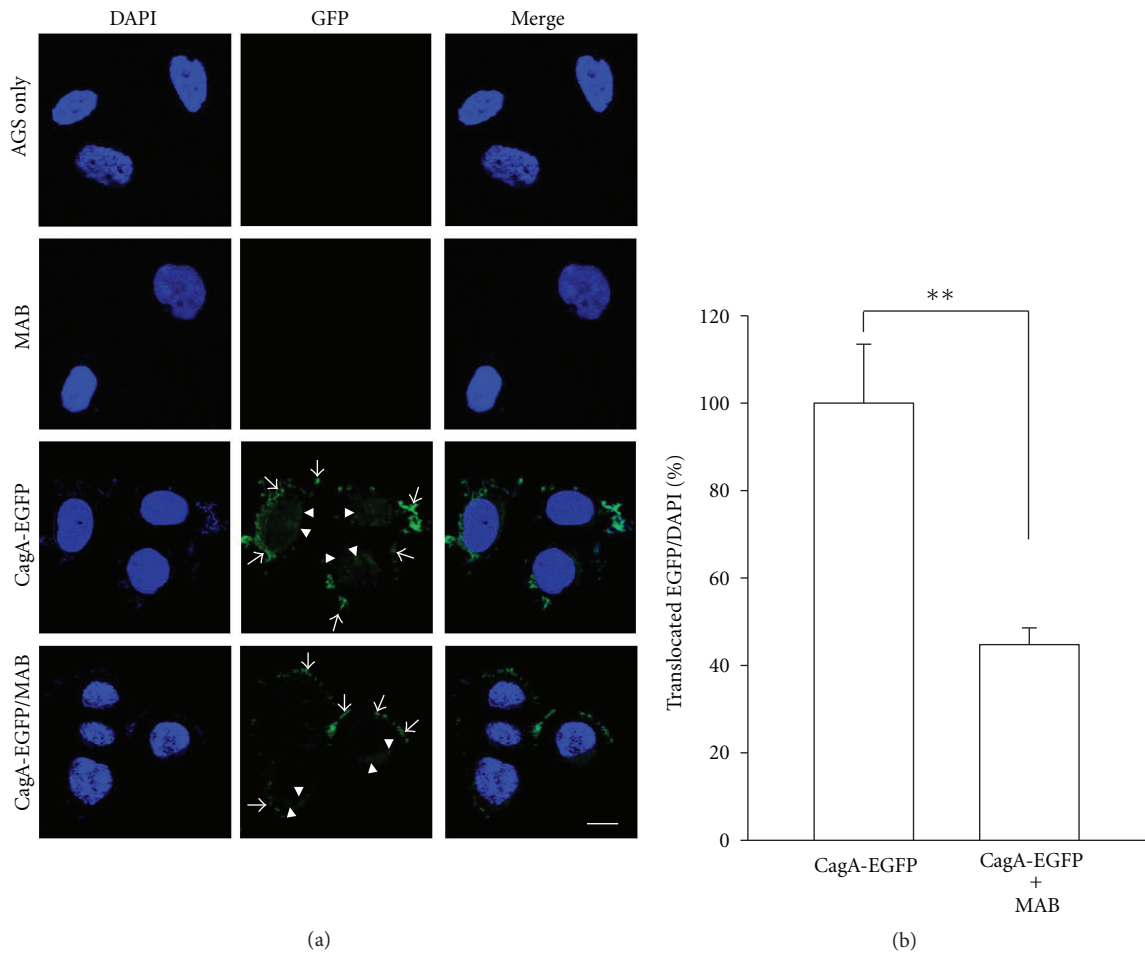 DAPI GFP Merge
AGS only
MAB
CagA-EGFP
CagA-EGFP/MAB
(a)
**
Translocated EGFP/DAPI (%)
120
100
80
60
40
20
0
CagA-EGFP
CagA-EGFP
+
MAB
(b)